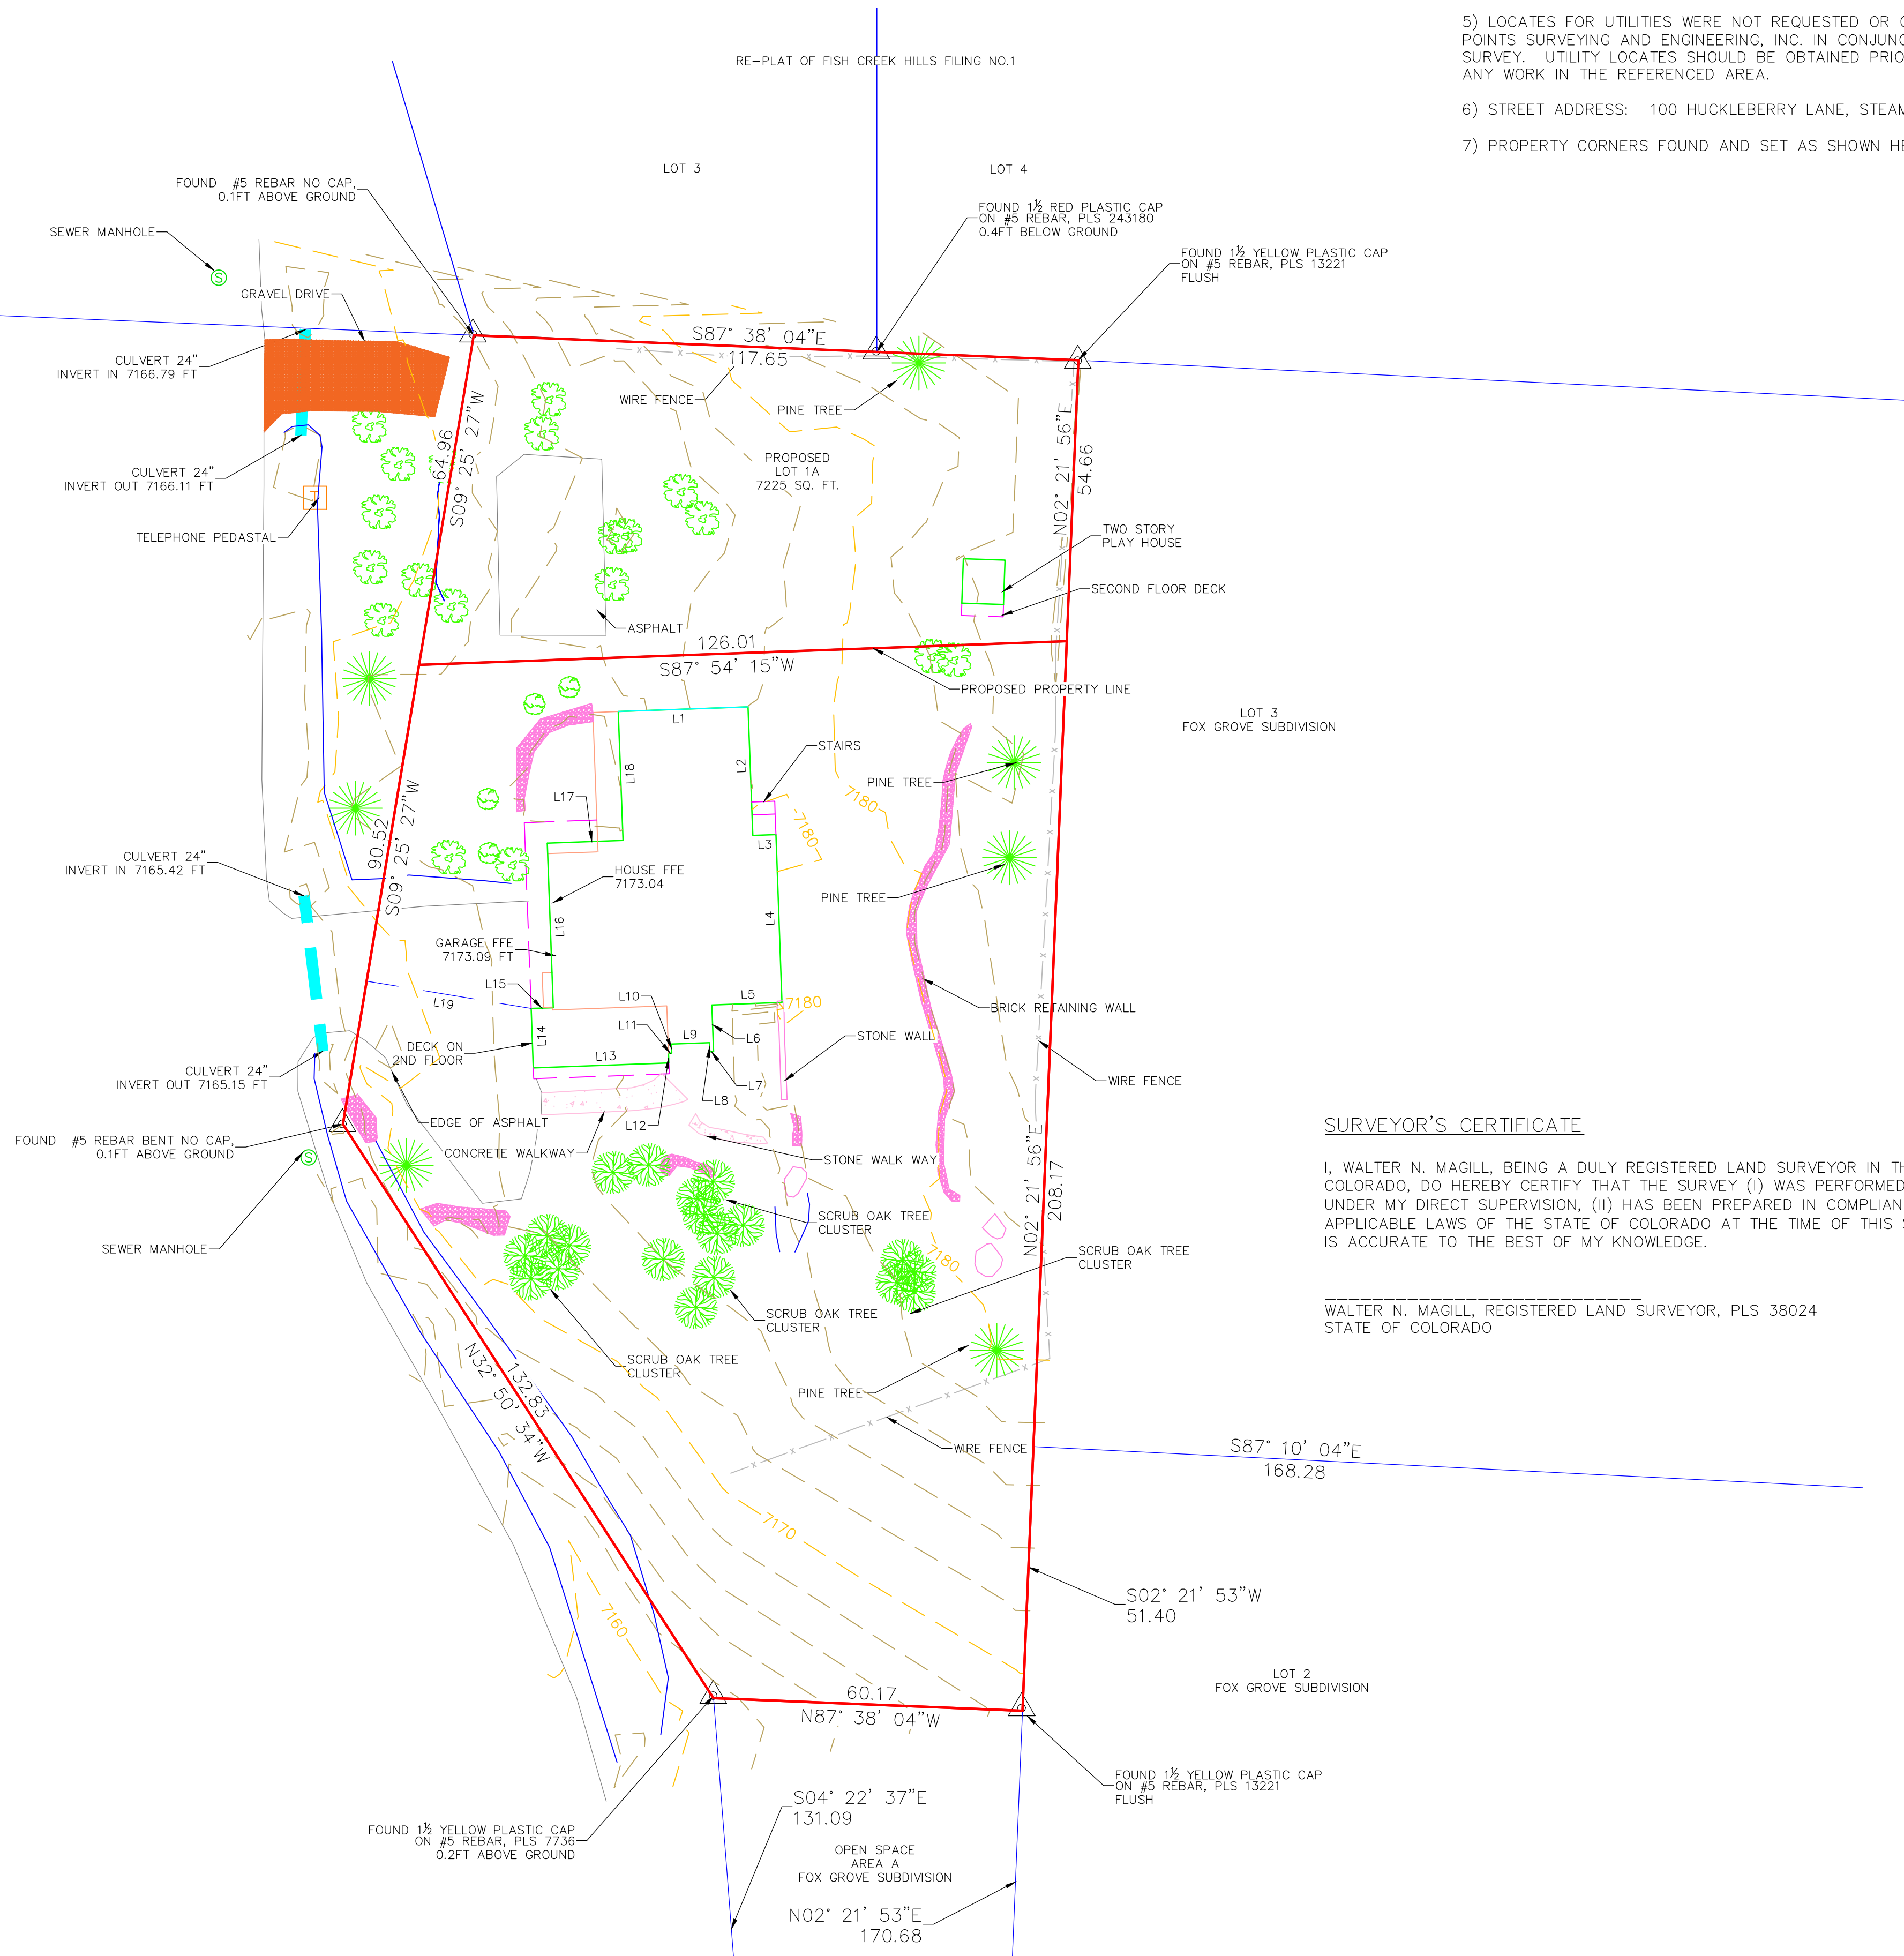 5) LOCATES FOR UTILITIES WERE NOT REQUESTED OR
POINTS SURVEYING AND ENGINEERING, INC. IN
SURVEY. UTILITY LOCATES SHOULD BE OBTAINED
ANY WORK IN THE REFERENCED AREA.
6) STREET ADDRESS: 100 HUCKLEBERRY LANE,
7) PROPERTY CORNERS FOUND AND SET AS SHOWN
RE-PLAT OF FISH CREEK HILLS FILING NO.1
LOT 3
LOT 4
FOUND #5 REBAR NO CAP,
0.1FT ABOVE GROUND
FOUND 1½ RED PLASTIC CAP
ON #5 REBAR, PLS 243180
0.4FT BELOW GROUND
SEWER MANHOLE
S
FOUND 1½ YELLOW PLASTIC CAP
ON #5 REBAR, PLS 13221
FLUSH
GRAVEL DRIVE
S87° 38' 04"E
117.65
CULVERT 24"
INVERT IN 7166.79 FT
WIRE FENCE
PINE TREE
64.96
S09° 25' 27"W
N02° 21' 56"E
54.66
PROPOSED
LOT 1A
7225 SQ. FT.
CULVERT 24"
INVERT OUT 7166.11 FT
T
TELEPHONE PEDASTAL
TWO STORY
PLAY HOUSE
SECOND FLOOR DECK
ASPHALT
126.01
S87° 54' 15"W
PROPOSED PROPERTY LINE
LOT 3
FOX GROVE SUBDIVISION
L1
L2
L18
STAIRS
PINE TREE
L17
7180
7180
L3
90.52
S09° 25' 27"W
CULVERT 24"
INVERT IN 7165.42 FT
HOUSE FFE
7173.04
PINE TREE
L16
L4
GARAGE FFE
7173.09 FT
L15
L19
L10
L5
7180
BRICK RETAINING WALL
L11
L14
L9
L6
STONE WALL
DECK ON
2ND FLOOR
L13
CULVERT 24"
INVERT OUT 7165.15 FT
L7
WIRE FENCE
L8
L12
EDGE OF ASPHALT
FOUND #5 REBAR BENT NO CAP,
0.1FT ABOVE GROUND
CONCRETE WALKWAY
STONE WALK WAY
S
N02° 21' 56"E
208.17
SURVEYOR'S CERTIFICATE
I, WALTER N. MAGILL, BEING A DULY REGISTERED LAND SURVEYOR IN
COLORADO, DO HEREBY CERTIFY THAT THE SURVEY (I) WAS PERFORMED
UNDER MY DIRECT SUPERVISION, (II) HAS BEEN PREPARED IN
APPLICABLE LAWS OF THE STATE OF COLORADO AT THE TIME OF THIS
IS ACCURATE TO THE BEST OF MY KNOWLEDGE.
WALTER N. MAGILL, REGISTERED LAND SURVEYOR, PLS 38024
STATE OF COLORADO
SEWER MANHOLE
SCRUB OAK TREE
CLUSTER
7180
SCRUB OAK TREE
CLUSTER
SCRUB OAK TREE
CLUSTER
SCRUB OAK TREE
CLUSTER
PINE TREE
132.83
N32° 50' 34"W
WIRE FENCE
S87° 10' 04"E
168.28
7170
7160
S02° 21' 53"W
51.40
LOT 2
FOX GROVE SUBDIVISION
60.17
N87° 38' 04"W
FOUND 1½ YELLOW PLASTIC CAP
ON #5 REBAR, PLS 13221
FLUSH
S04° 22' 37"E
131.09
FOUND 1½ YELLOW PLASTIC CAP
ON #5 REBAR, PLS 7736
0.2FT ABOVE GROUND
OPEN SPACE
AREA A
FOX GROVE SUBDIVISION
N02° 21' 53"E
170.68